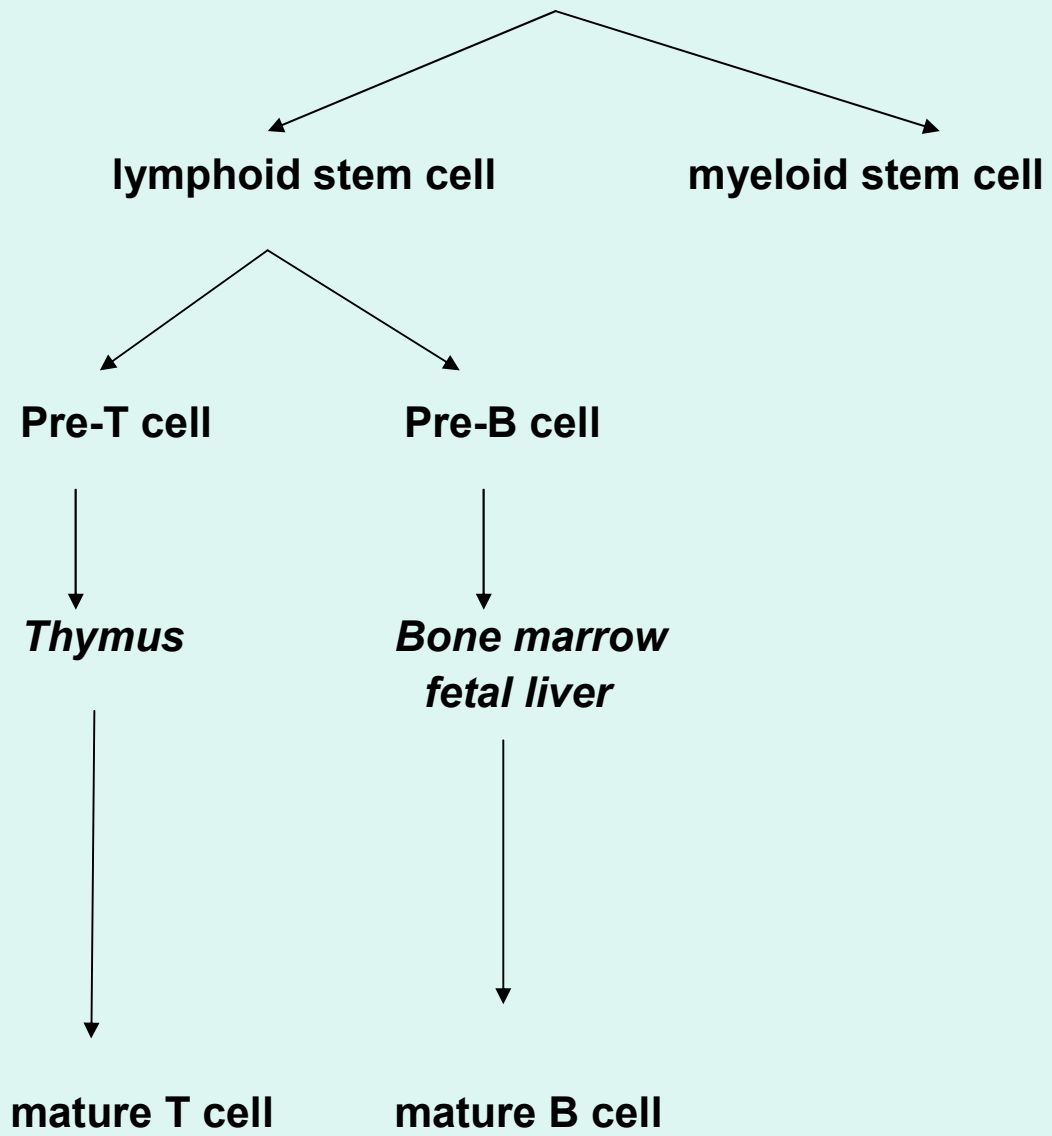 lymphoid stem cell
myeloid stem cell
Pre-T cell
Pre-B cell
Thymus
Bone marrow
fetal liver
mature T cell
mature B cell